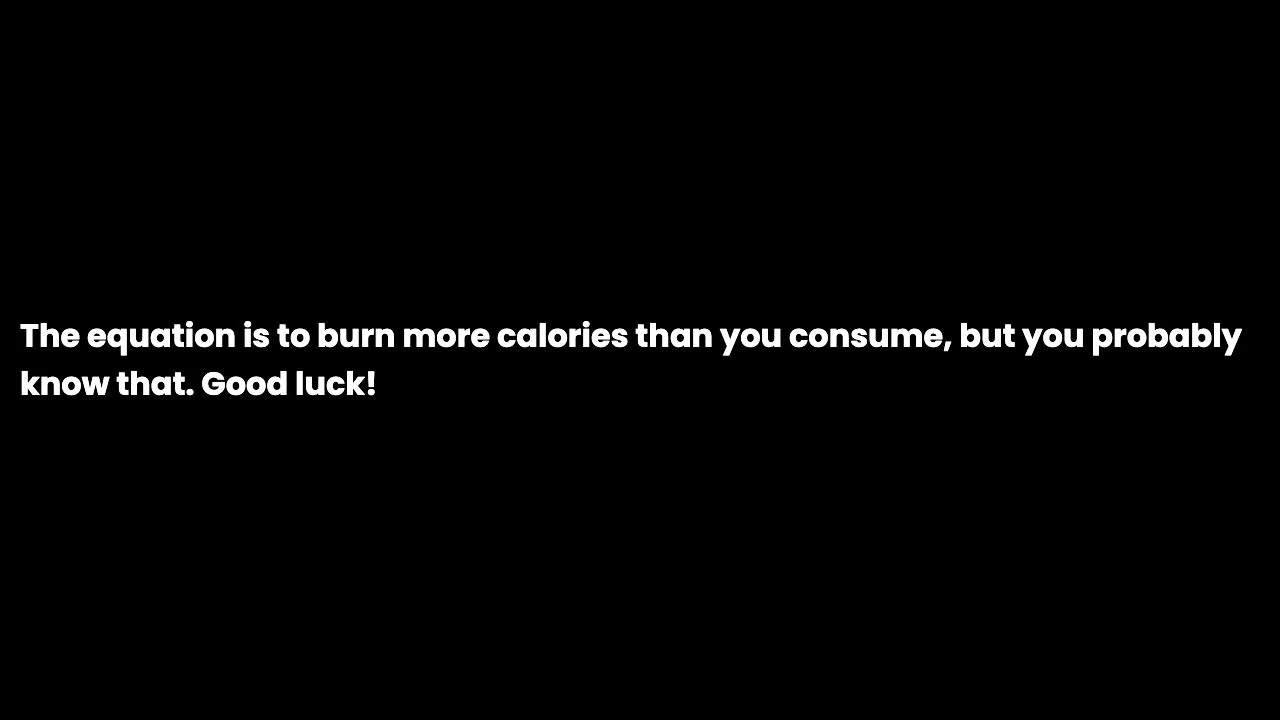 The equation is to burn more calories than you consume, but you probably
know that. Good luck!